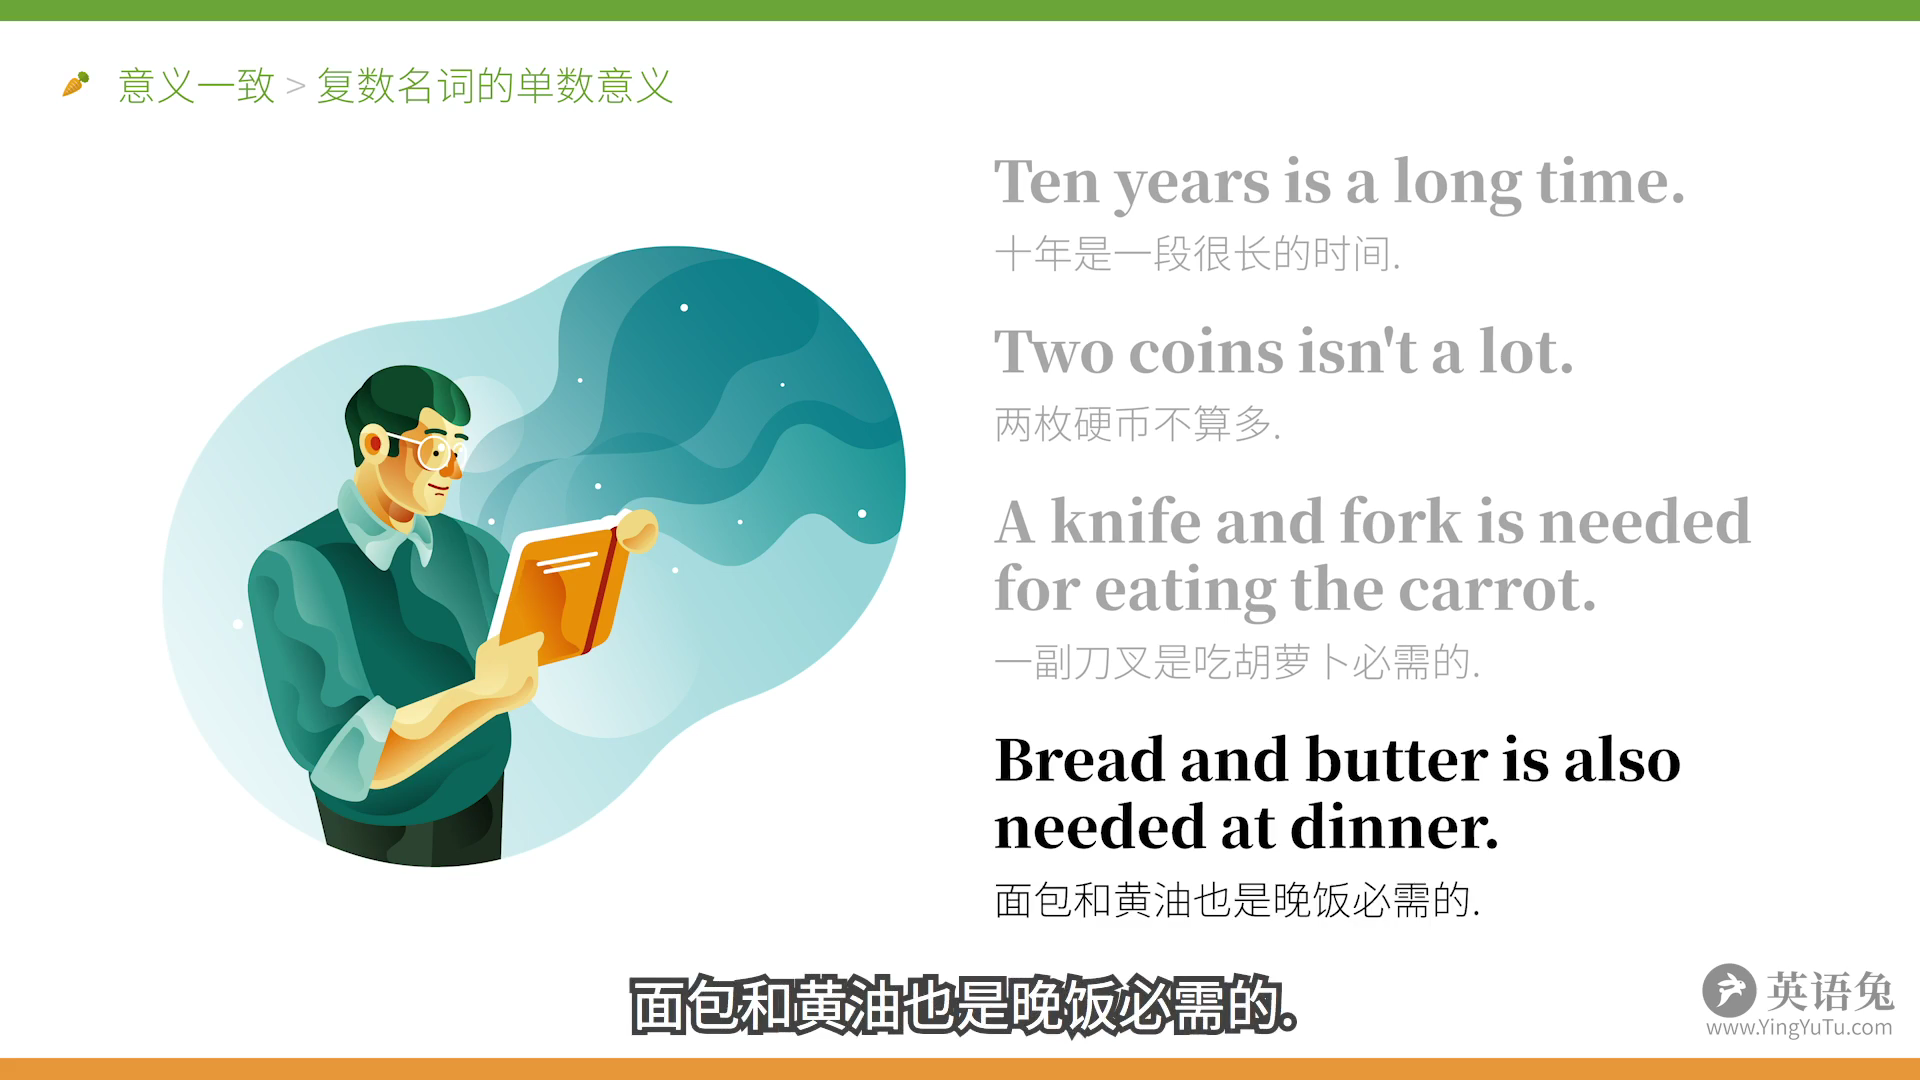 意义一致 > 复数名词的单数意义
Ten years is a long time.
十年是一段很长的时间.
Two coins isn't a lot.
两枚硬币不算多.
A knife and fork is needed
for eating the carrot.
一副刀叉是吃胡萝卜必需的.
Bread and butter is also
needed at dinner.
面包和黄油也是晚饭必需的.
面包和黄油也是晚饭必需的.
英语兔
www.YingYuTu.com